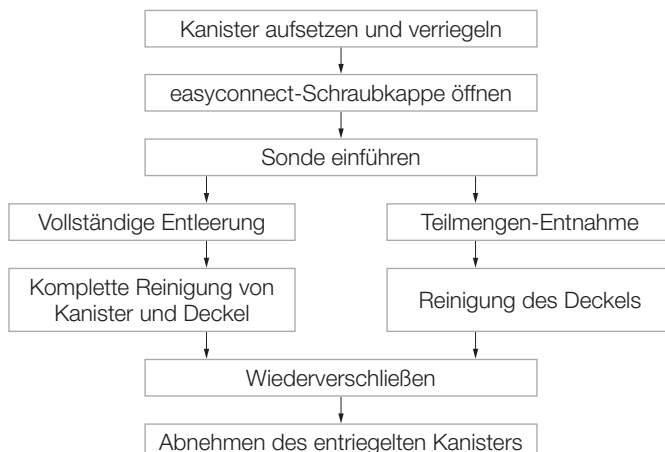 Kanister aufsetzen und verriegeln
easyconnect-Schraubkappe öffnen
Sonde einführen
Vollständige Entleerung
Teilmengen-Entnahme
Komplette Reinigung von
Kanister und Deckel
Reinigung des Deckels
Wiederverschließen
Abnehmen des entriegelten Kanisters